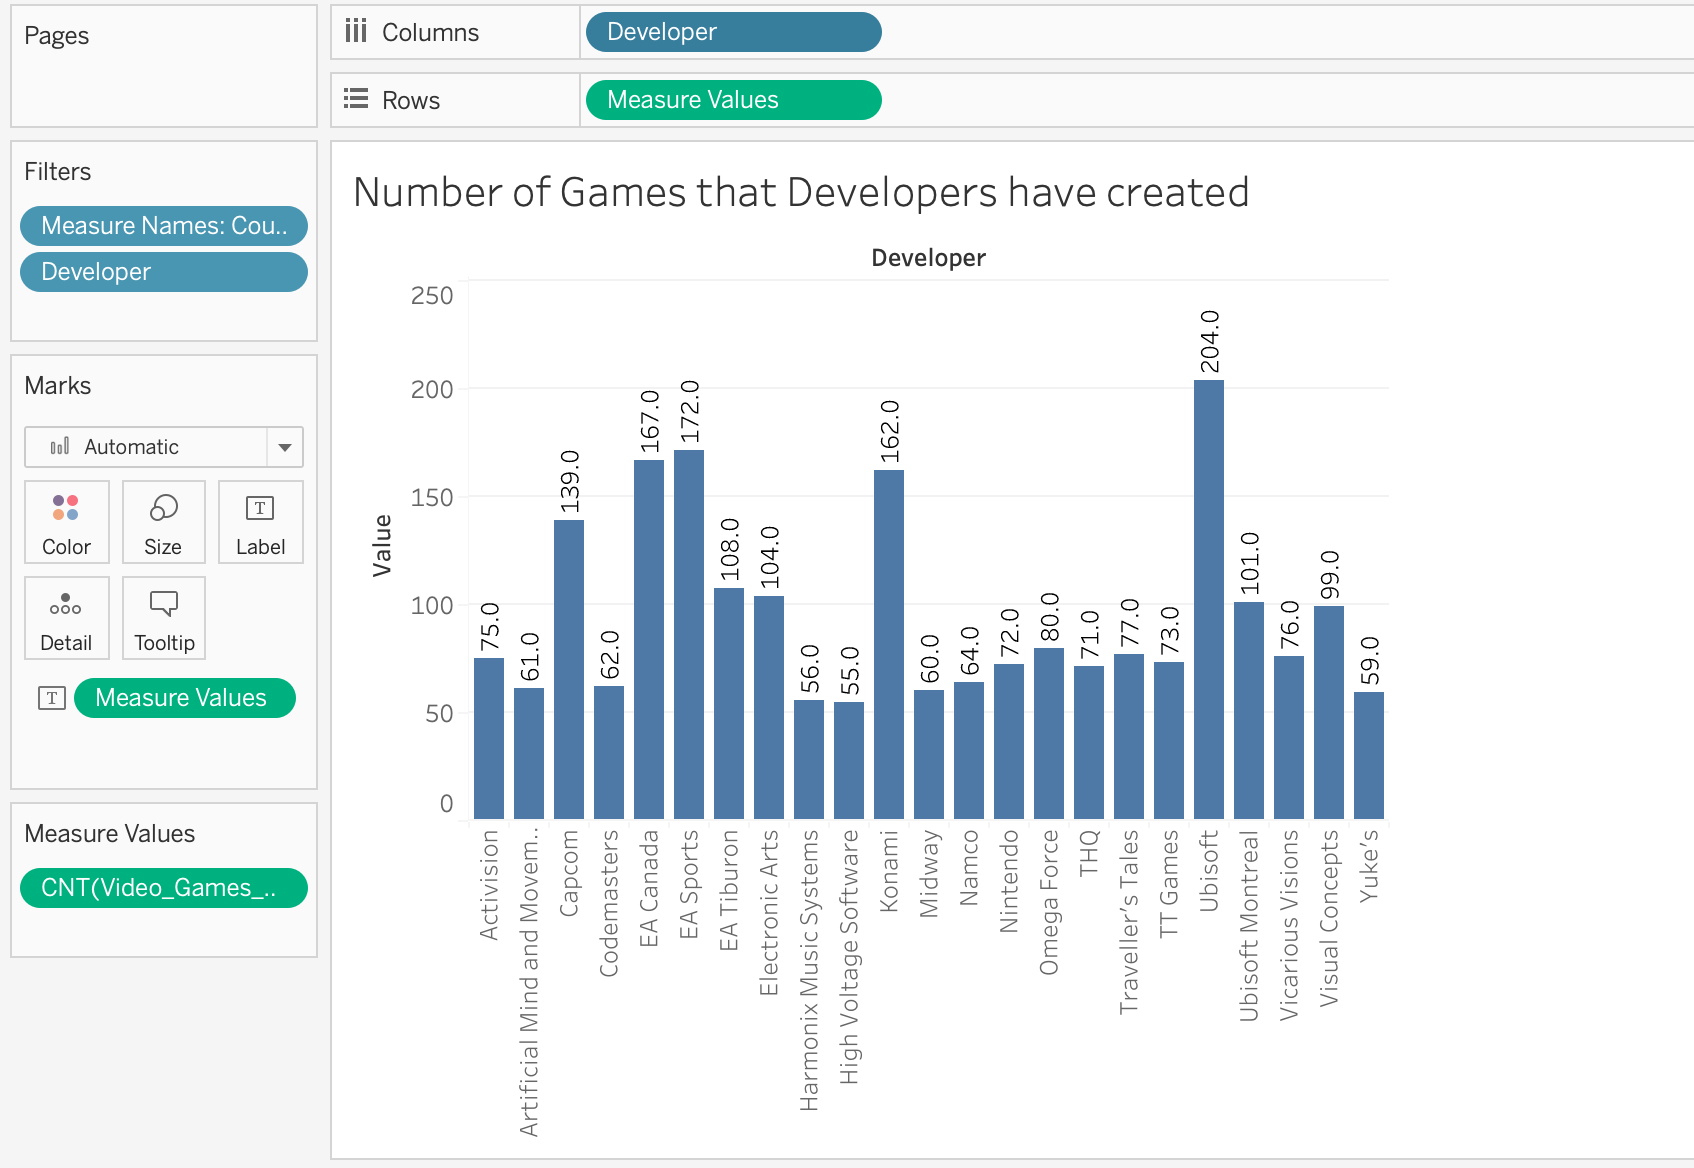 Pages
Columns
Developer
Rows
Measure Values
Filters
Measure Names: Cou..
Developer
Marks
Automatic
Color
Size
T
Label
Detail
Tooltip
T
Measure Values
Measure Values
CNT(Video_Games_..
Number of Games that Developers have created
Developer
Value
250
200
150
100
50
0
75.0
61.0
139.0
62.0
167.0
172.0
108.0
104.0
56.0
55.0
162.0
60.0
64.0
72.0
80.0
71.0
77.0
73.0
204.0
101.0
76.0
99.0
59.0
Activision
Artificial Mind and Movem..
Capcom
Codemasters
EA Canada
EA Sports
EA Tiburon
Electronic Arts
Harmonix Music Systems
High Voltage Software
Konami
Midway
Namco
Nintendo
Omega Force
THQ
Traveller's Tales
TT Games
Ubisoft
Ubisoft Montreal
Vicarious Visions
Visual Concepts
Yuke's